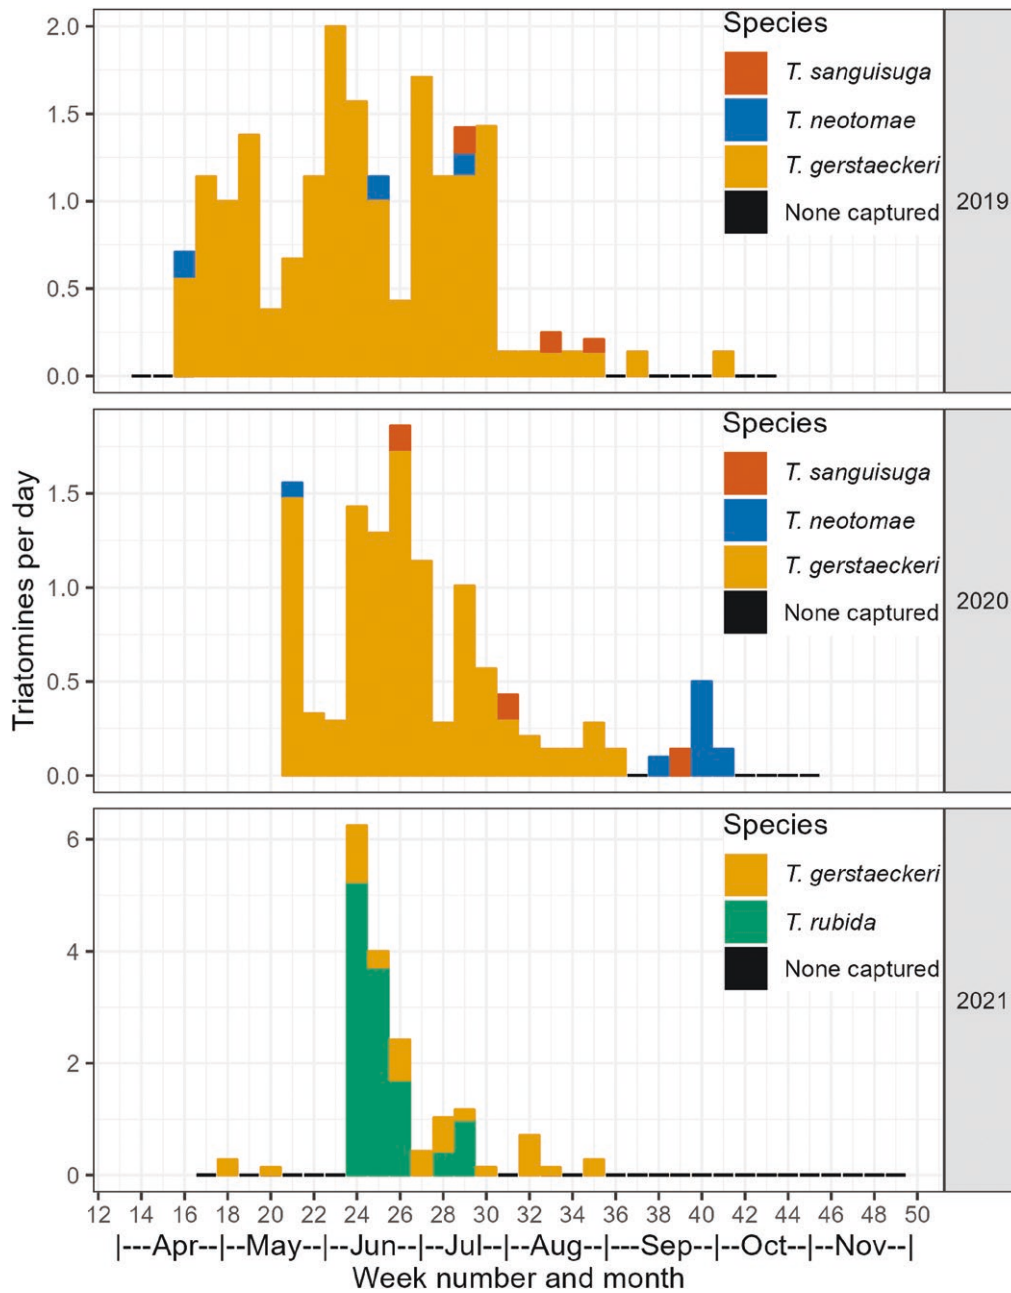 Species
T. sanguisuga
T. neotomae
T. gerstaeckeri
None captured
2.0
1.5
1.0
0.5
0.0
2019
Species
T. sanguisuga
T. neotomae
T. gerstaeckeri
None captured
1.5
1.0
0.5
0.0
2020
Triatomines per day
Species
T. gerstaeckeri
T. rubida
None captured
6
4
2
0
2021
12 14 16 18 20 22 24 26 28 30 32 34 36 38 40 42 44 46 48 50
|---Apr--|--May--|--Jun--|--Jul--|--Aug--|---Sep--|--Oct--|--Nov--|
Week number and month